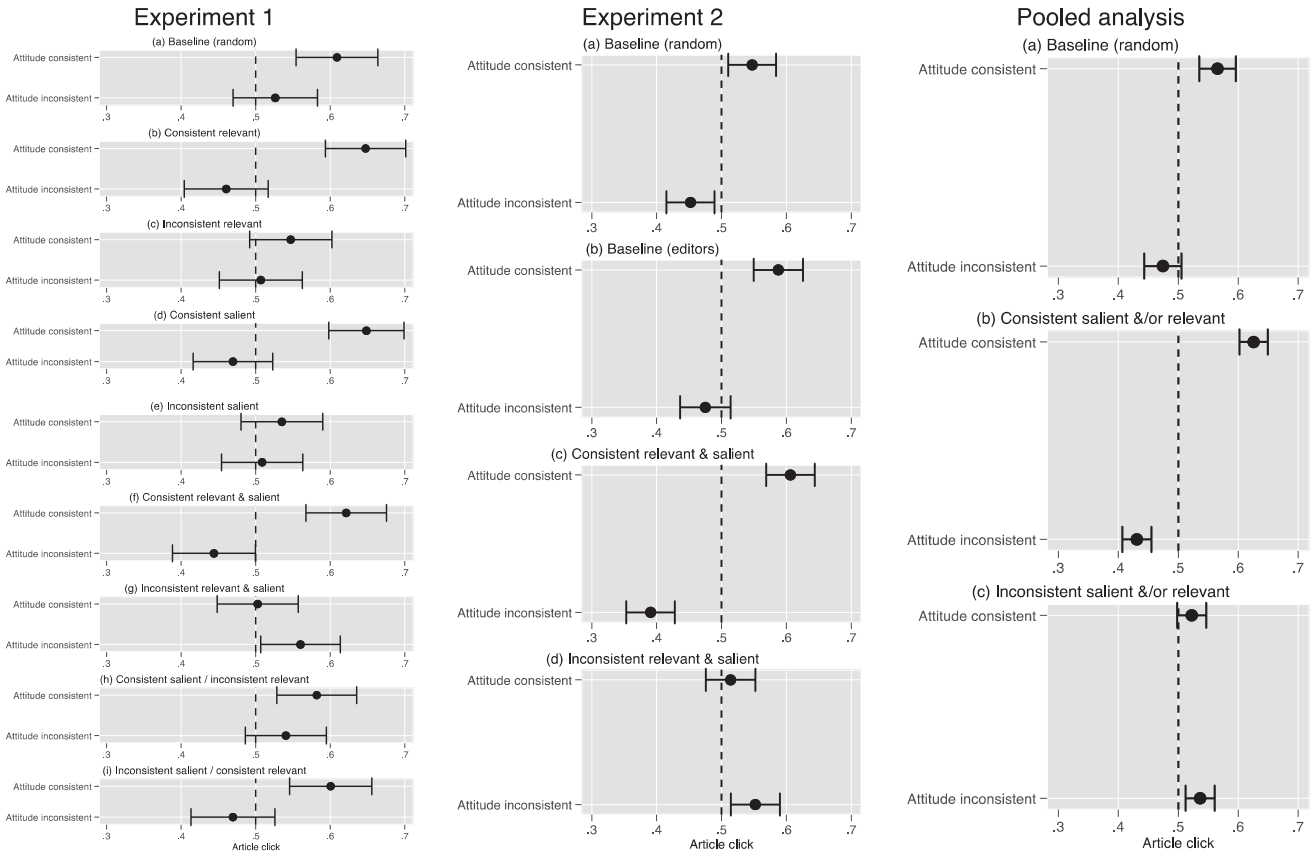 Experiment 1
(a) Baseline (random)
Attitude consistent
Attitude inconsistent
.3 .4 .5 .6 .7
(b) Consistent relevant)
Attitude consistent
Attitude inconsistent
.3 .4 .5 .6 .7
(c) Inconsistent relevant
Attitude consistent
Attitude inconsistent
.3 .4 .5 .6 .7
(d) Consistent salient
Attitude consistent
Attitude inconsistent
.3 .4 .5 .6 .7
(e) Inconsistent salient
Attitude consistent
Attitude inconsistent
.3 .4 .5 .6 .7
(f) Consistent relevant & salient
Attitude consistent
Attitude inconsistent
.3 .4 .5 .6 .7
(g) Inconsistent relevant & salient
Attitude consistent
Attitude inconsistent
.3 .4 .5 .6 .7
(h) Consistent salient / inconsistent relevant
Attitude consistent
Attitude inconsistent
.3 .4 .5 .6 .7
(i) Inconsistent salient / consistent relevant
Attitude consistent
Attitude inconsistent
.3 .4 .5 .6 .7
Article click
Experiment 2
(a) Baseline (random)
Attitude consistent
Attitude inconsistent
.3 .4 .5 .6 .7
(b) Baseline (editors)
Attitude consistent
Attitude inconsistent
.3 .4 .5 .6 .7
(c) Consistent relevant & salient
Attitude consistent
Attitude inconsistent
.3 .4 .5 .6 .7
(d) Inconsistent relevant & salient
Attitude consistent
Attitude inconsistent
.3 .4 .5 .6 .7
Article click
Pooled analysis
(a) Baseline (random)
Attitude consistent
Attitude inconsistent
.3 .4 .5 .6 .7
(b) Consistent salient &/or relevant
Attitude consistent
Attitude inconsistent
.3 .4 .5 .6 .7
(c) Inconsistent salient &/or relevant
Attitude consistent
Attitude inconsistent
.3 .4 .5 .6 .7
Article click